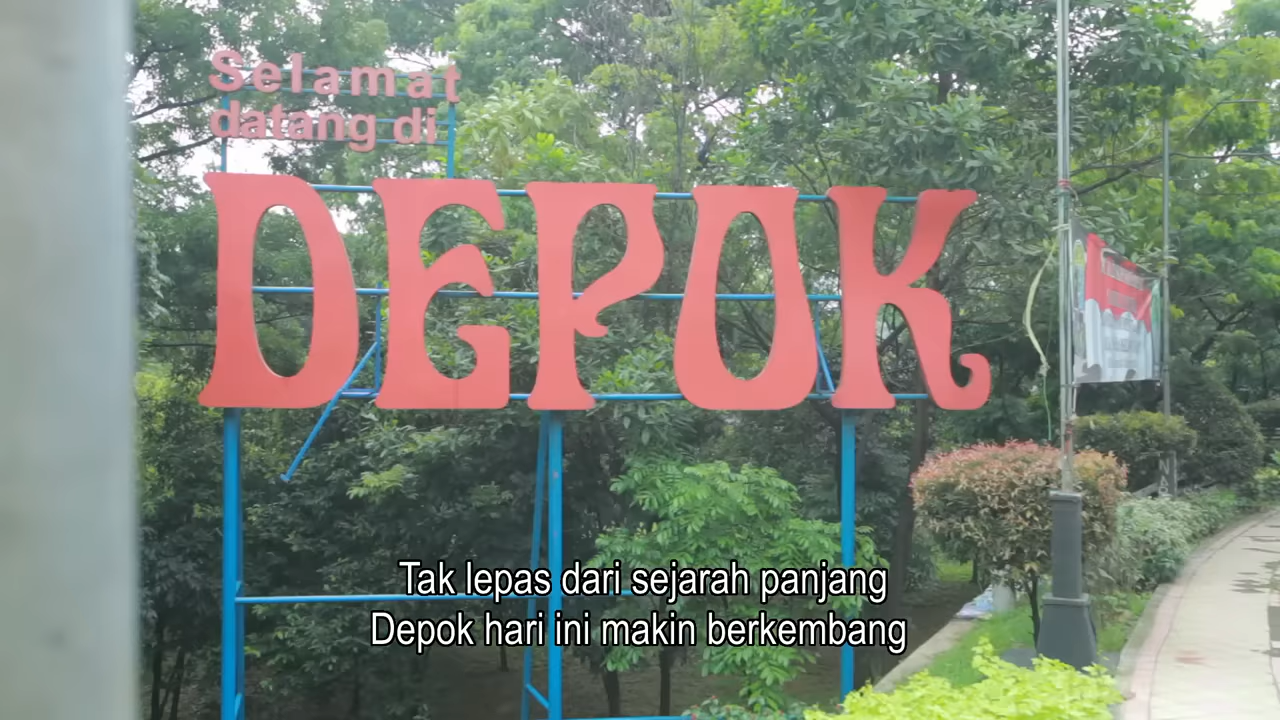 Selamat
datang di
DEPOK
Tak lepas dari sejarah panjang
Depok hari ini makin berkembang